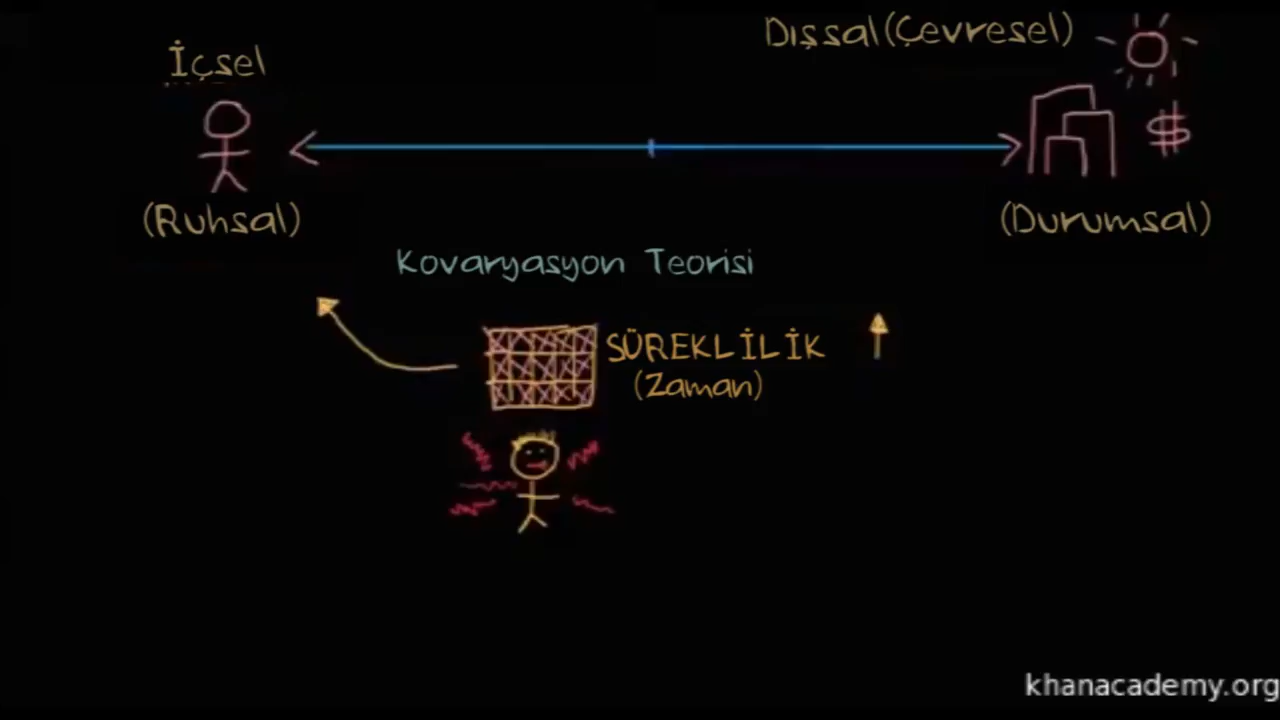 İçsel
Dışsal (Çevresel)
$
(Ruhsal)
(Durumsal)
Kovaryasyon Teorisi
SÜREKLİLİK
(Zaman)
khanacademy.org